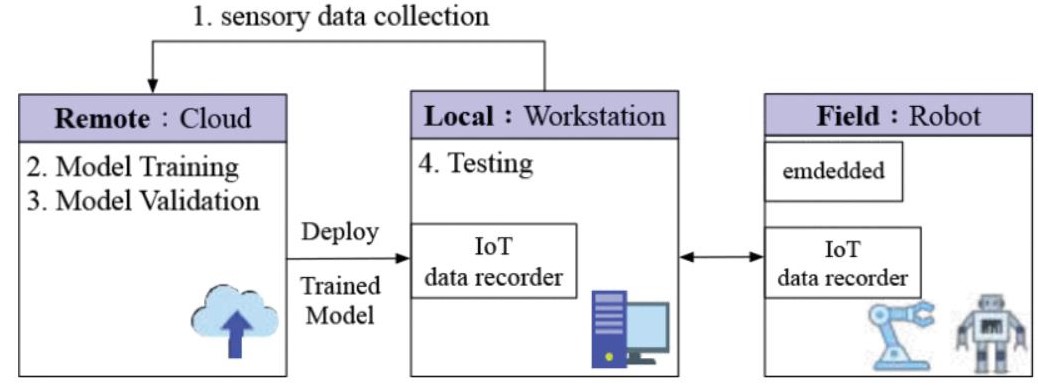 1. sensory data collection
Remote：Cloud
2. Model Training
3. Model Validation
Deploy
Trained
Model
Local：Workstation
4. Testing
IoT
data recorder
Field：Robot
emdedded
IoT
data recorder